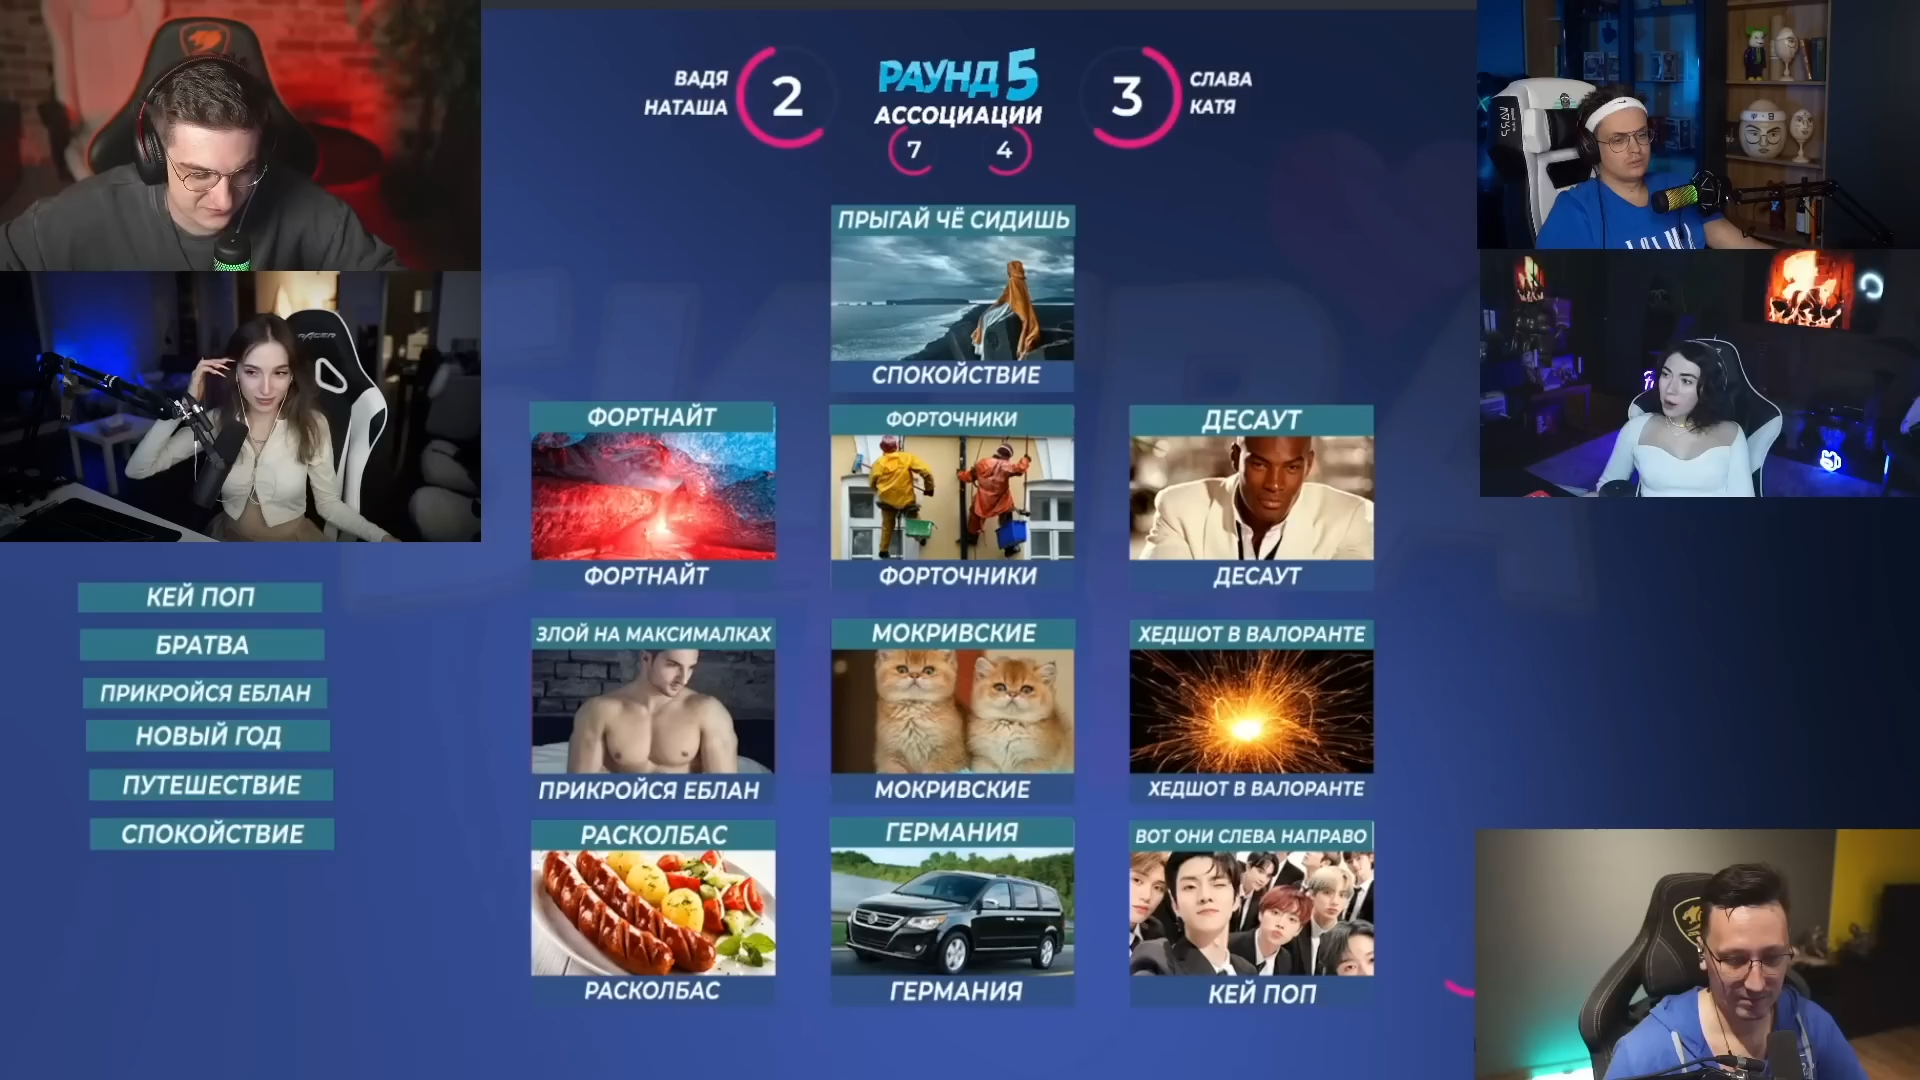 ВАДЯ
НАТАША
2
РАУНД 5
АССОЦИАЦИИ
7
4
3
СЛАВА
КАТЯ
ПРЫГАЙ ЧЁ СИДИШЬ
СПОКОЙСТВИЕ
ФОРТНАЙТ
ФОРТОЧНИКИ
ДЕСАУТ
ФОРТНАЙТ
ФОРТОЧНИКИ
ДЕСАУТ
КЕЙ ПОП
БРАТВА
ПРИКРОЙСЯ ЕБЛАН
НОВЫЙ ГОД
ПУТЕШЕСТВИЕ
СПОКОЙСТВИЕ
ЗЛОЙ НА МАКСИМАЛКАХ
МОКРИВСКИЕ
ХЕДШОТ В ВАЛОРАНТЕ
ПРИКРОЙСЯ ЕБЛАН
МОКРИВСКИЕ
ХЕДШОТ В ВАЛОРАНТЕ
РАСКОЛБАС
ГЕРМАНИЯ
ВОТ ОНИ СЛЕВА НАПРАВО
РАСКОЛБАС
ГЕРМАНИЯ
КЕЙ ПОП